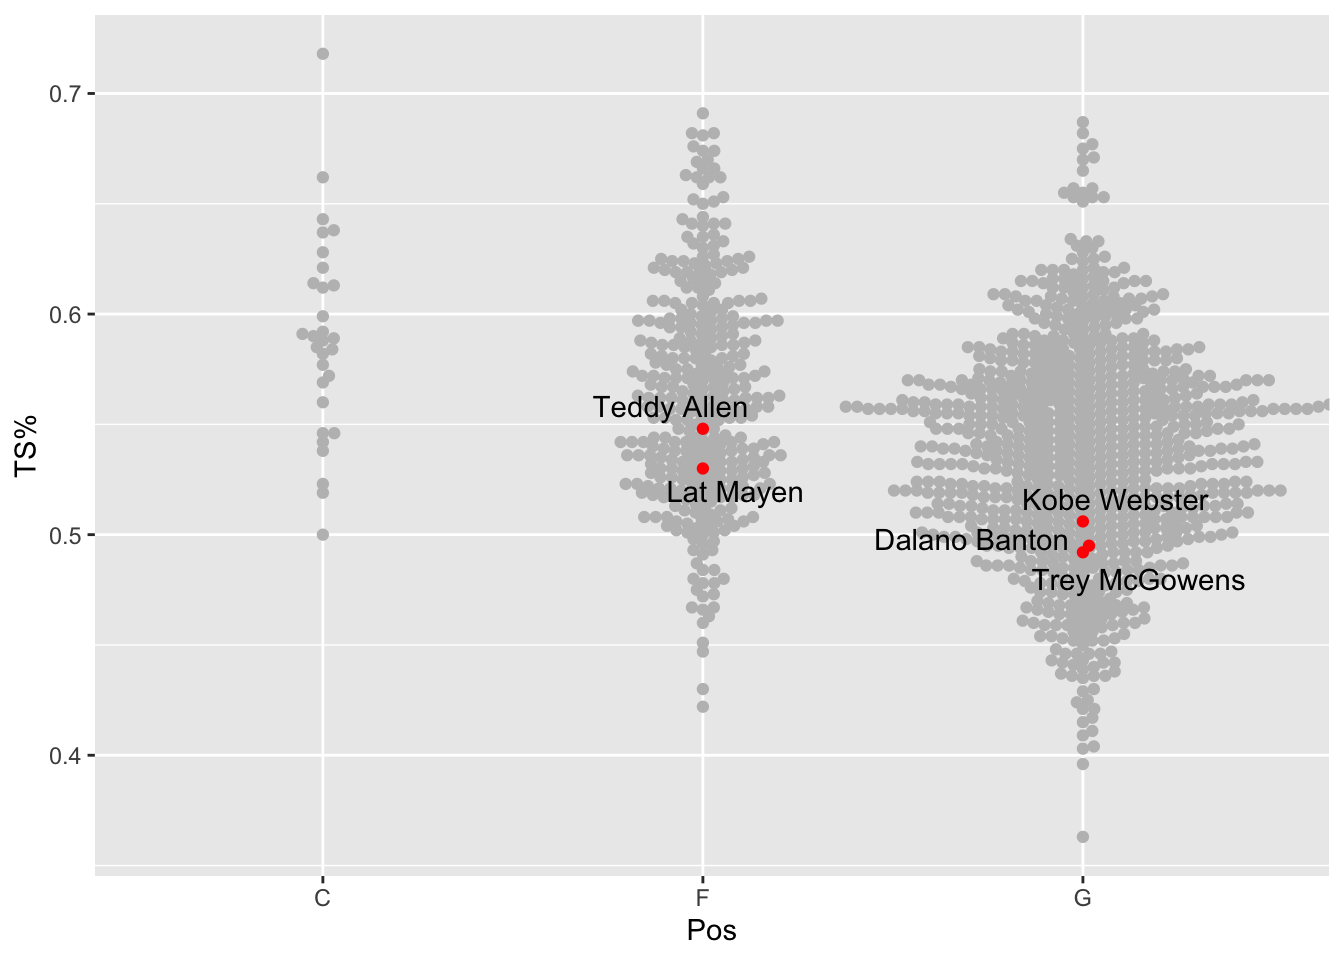 0.7
0.6
Teddy Allen
Lat Mayen
Kobe Webster
TS%
0.5
Dalano Banton
Trey McGowens
0.4
C F G
Pos